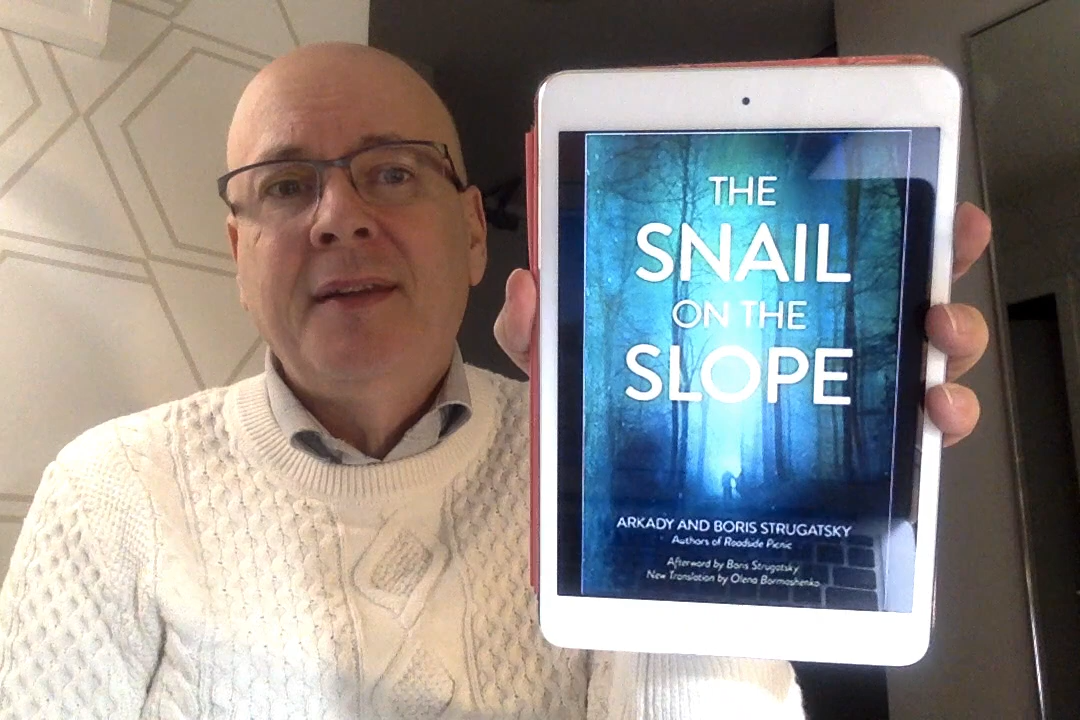 THE
SNAIL
ON THE
SLOPE
ARKADY AND BORIS STRUGATSKY
Authors of Roadside Picnic
Afterword by Boris Strugatsky
New Translation by Olena Bormashenko